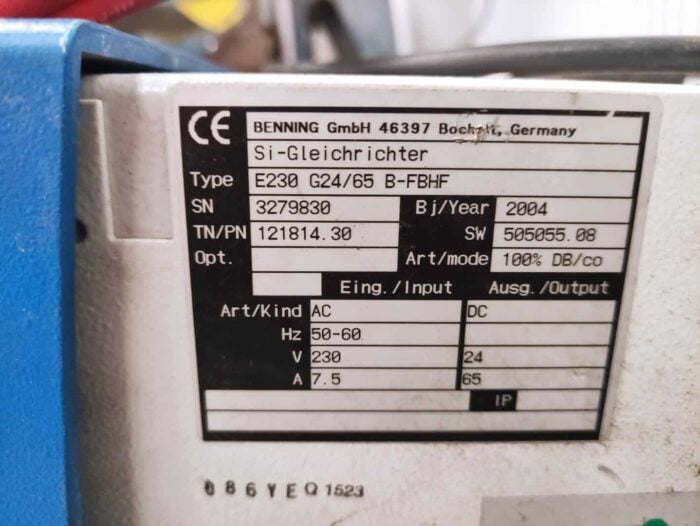 CE BENNING GmbH 46397 Bocholt, Germany
Si-Gleichrichter
Type E230 G24/65 B-FBHF
SN 3279830 Bj/Year 2004
TN/PN 121814.30 SW 505055.08
Opt. Art/mode 100% DB/co
Eing./Input Ausg./Output
Art/Kind AC DC
Hz 50-60
V 230 24
A 7.5 65
IP
086YEQ1523